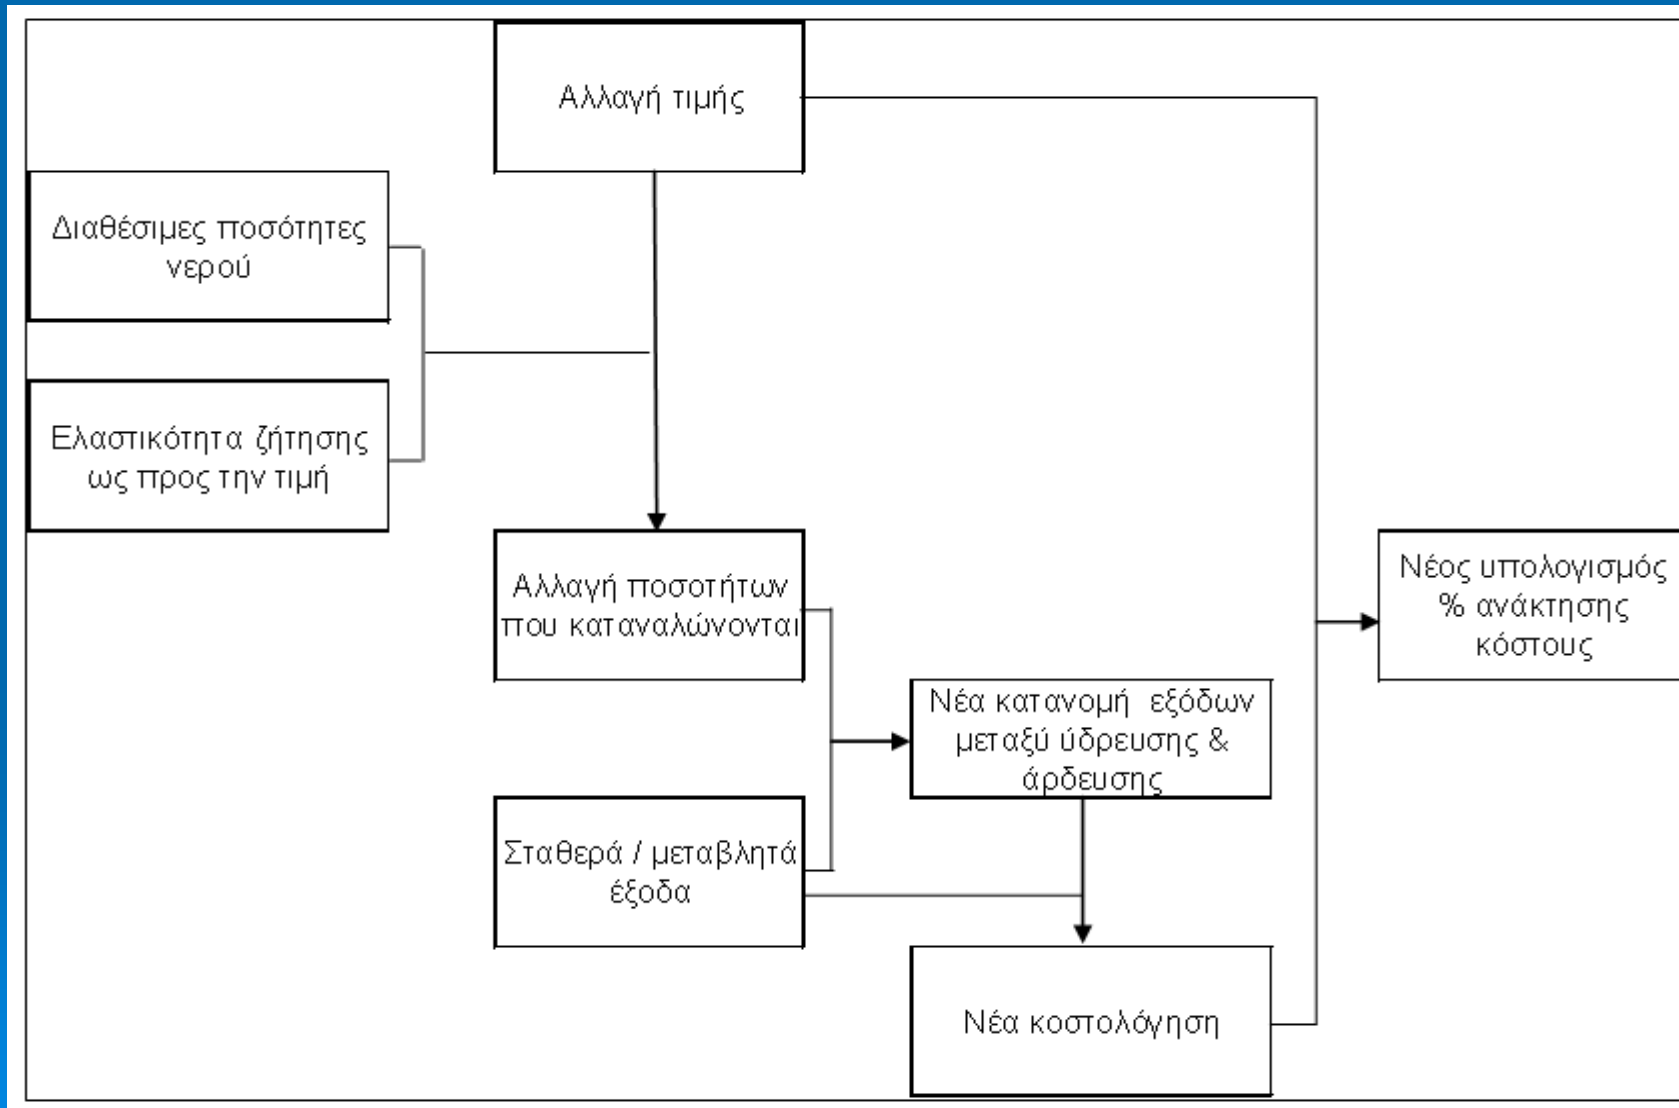 Αλλαγή τιμής
Διαθέσιμες ποσότητες
νερού
Ελαστικότητα ζήτησης
ως προς την τιμή
Αλλαγή ποσοτήτων
που καταναλώνονται
Νέος υπολογισμός
% ανάκτησης
κόστους
Νέα κατανομή εξόδων
μεταξύ ύδρευσης &
άρδευσης
Σταθερά / μεταβλητά
έξοδα
Νέα κοστολόγηση